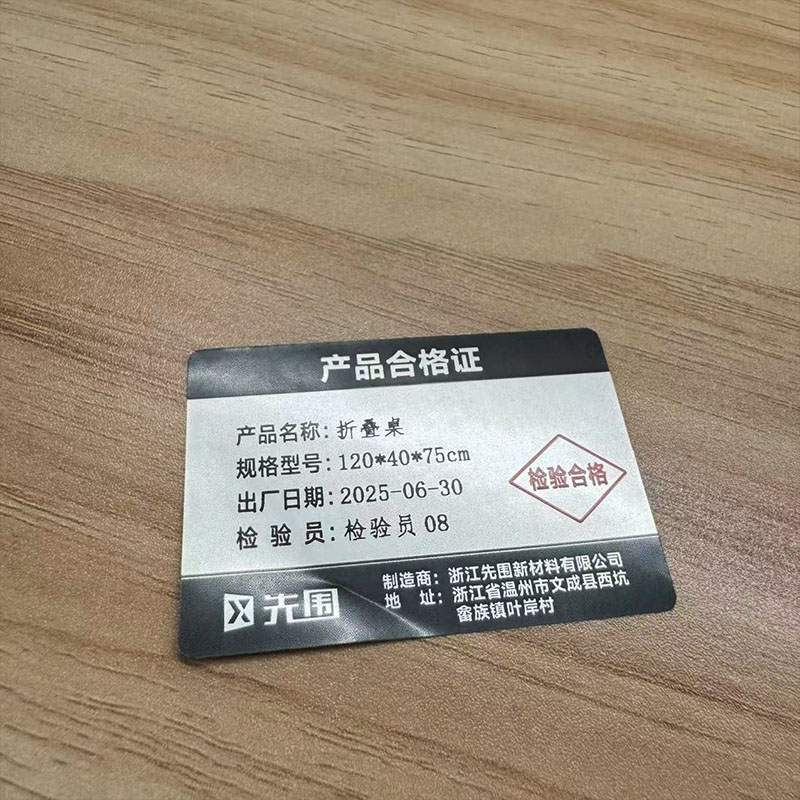 产品合格证
产品名称：折叠桌
规格型号：120*40*75cm
出厂日期：2025-06-30
检验员：检验员 08
检验合格
先围
制造商：浙江先围新材料有限公司
地址：浙江省温州市文成县西坑
畲族镇叶岸村